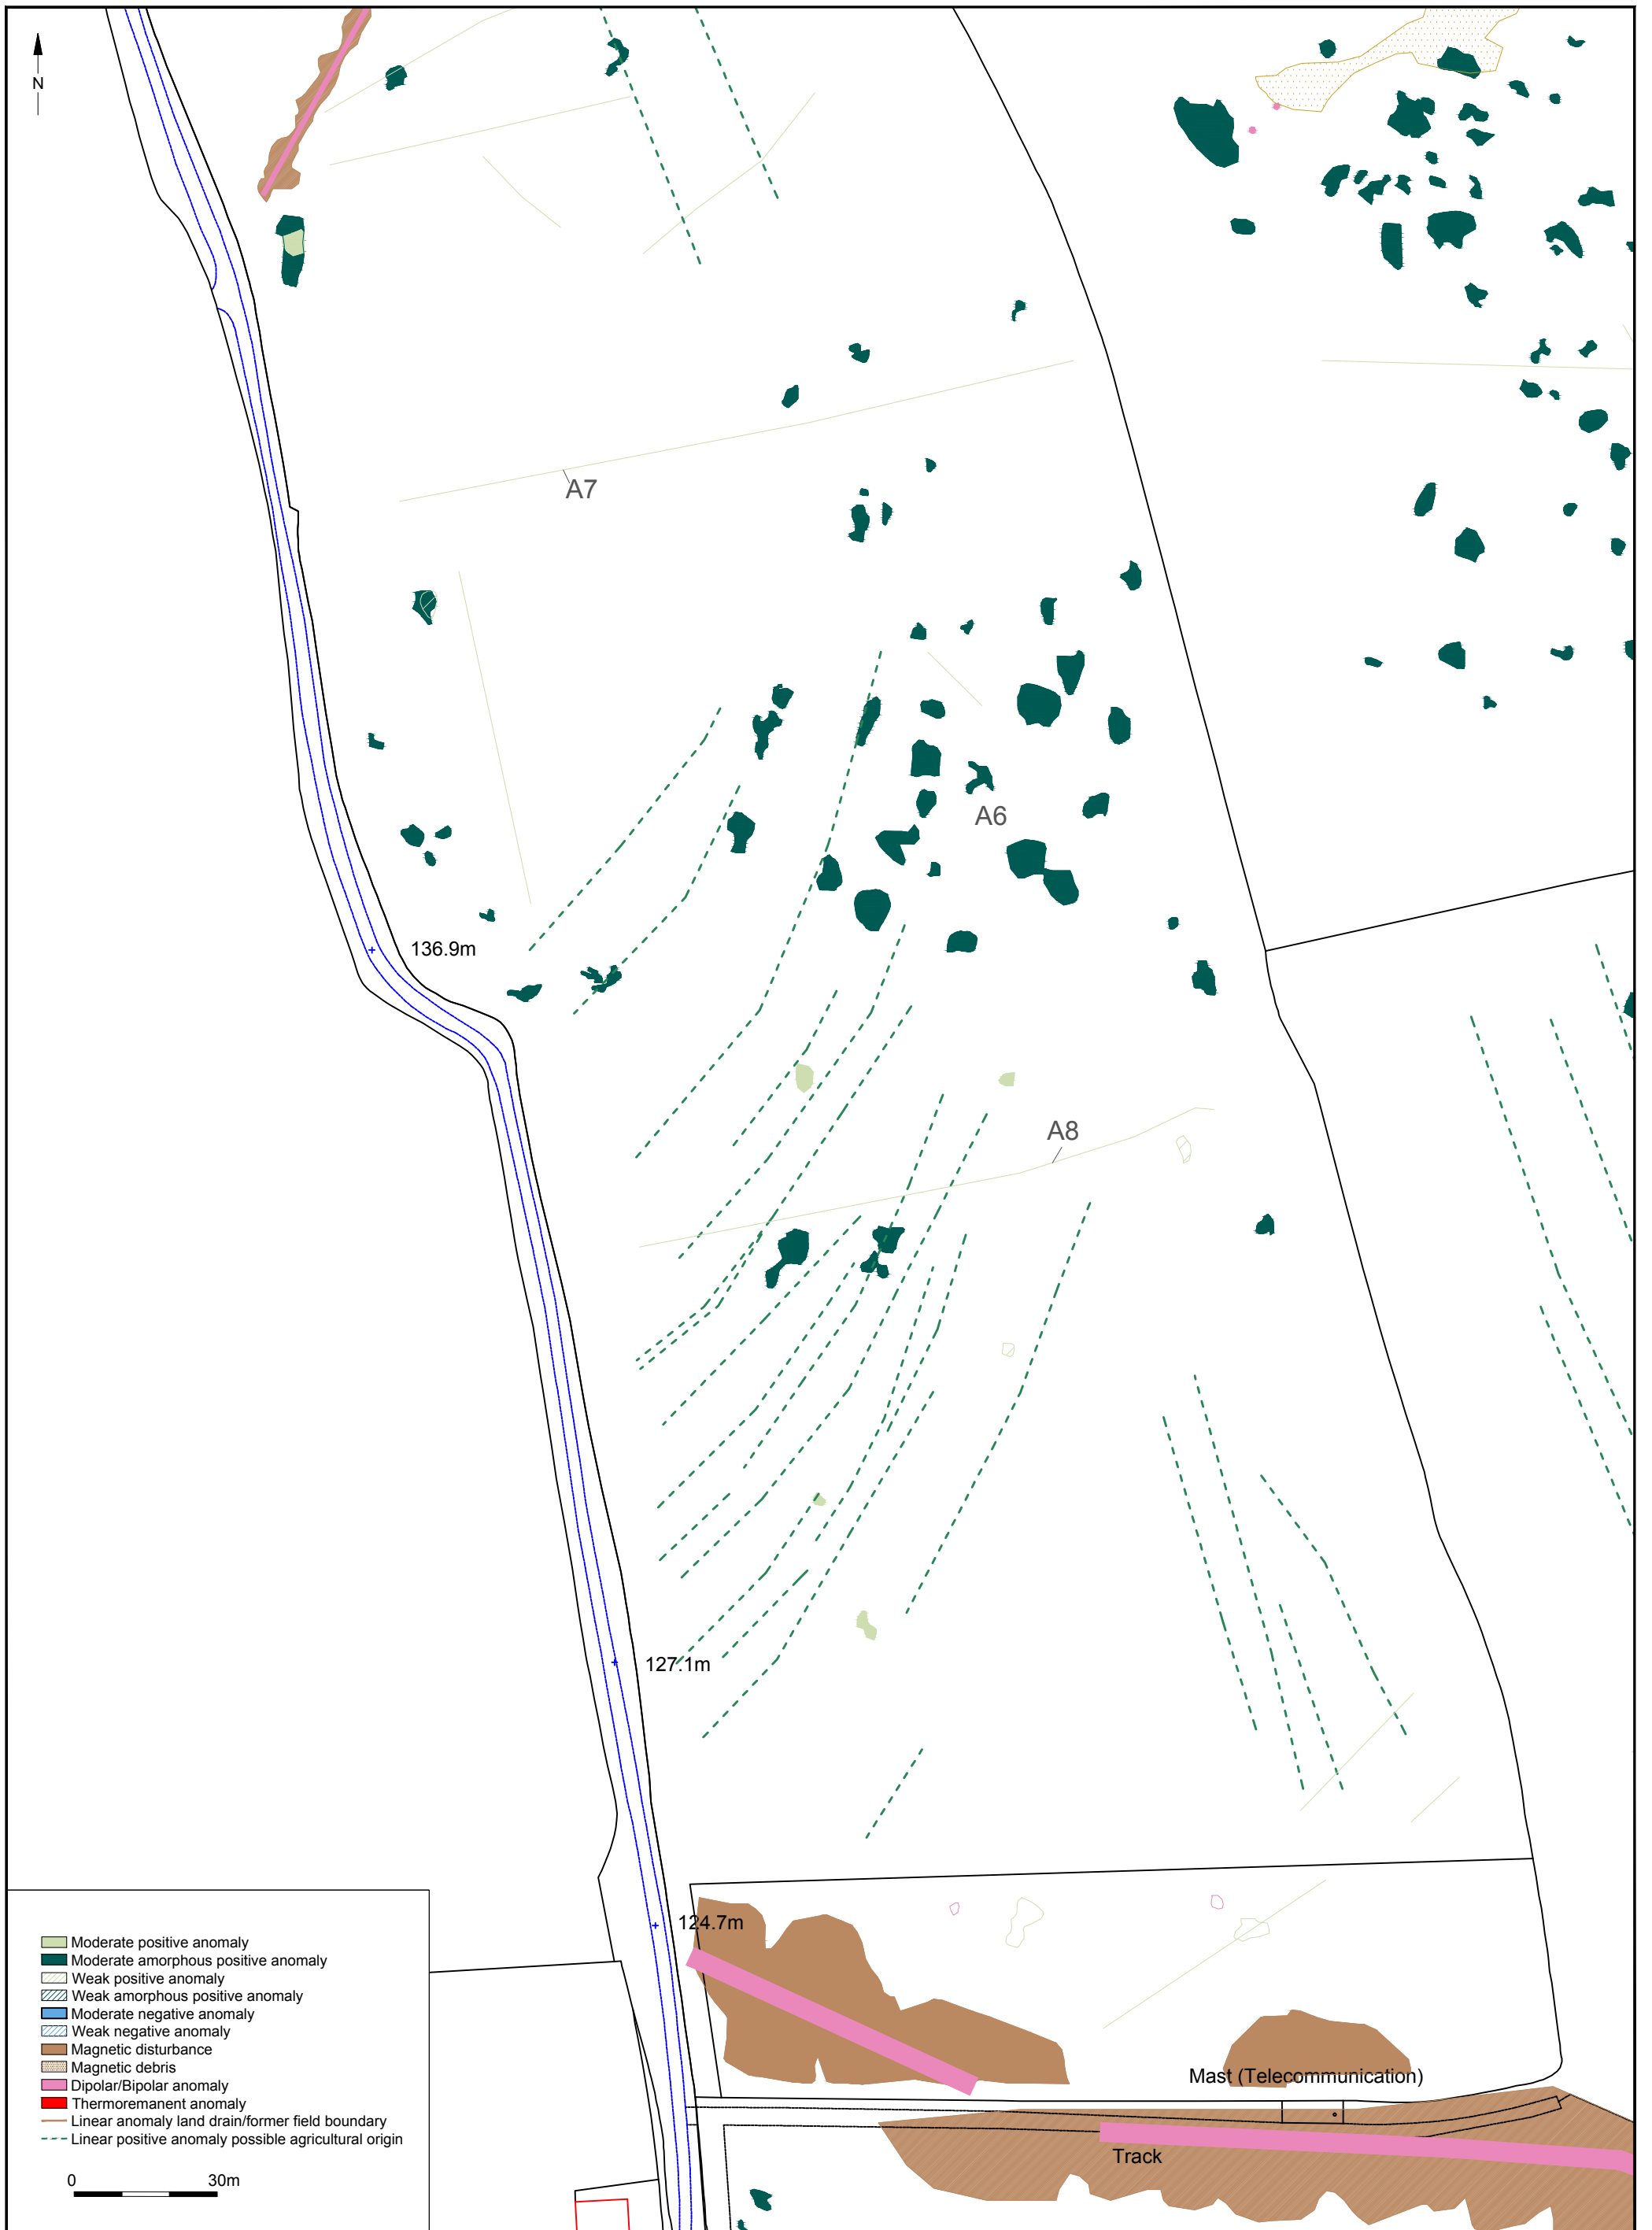 N
A7
A6
136.9m
A8
127.1m
124.7m
Mast (Telecommunication)
Track
Moderate positive anomaly
Moderate amorphous positive anomaly
Weak positive anomaly
Weak amorphous positive anomaly
Moderate negative anomaly
Weak negative anomaly
Magnetic disturbance
Magnetic debris
Dipolar/Bipolar anomaly
Thermoremanent anomaly
Linear anomaly land drain/former field boundary
Linear positive anomaly possible agricultural origin
0 30m